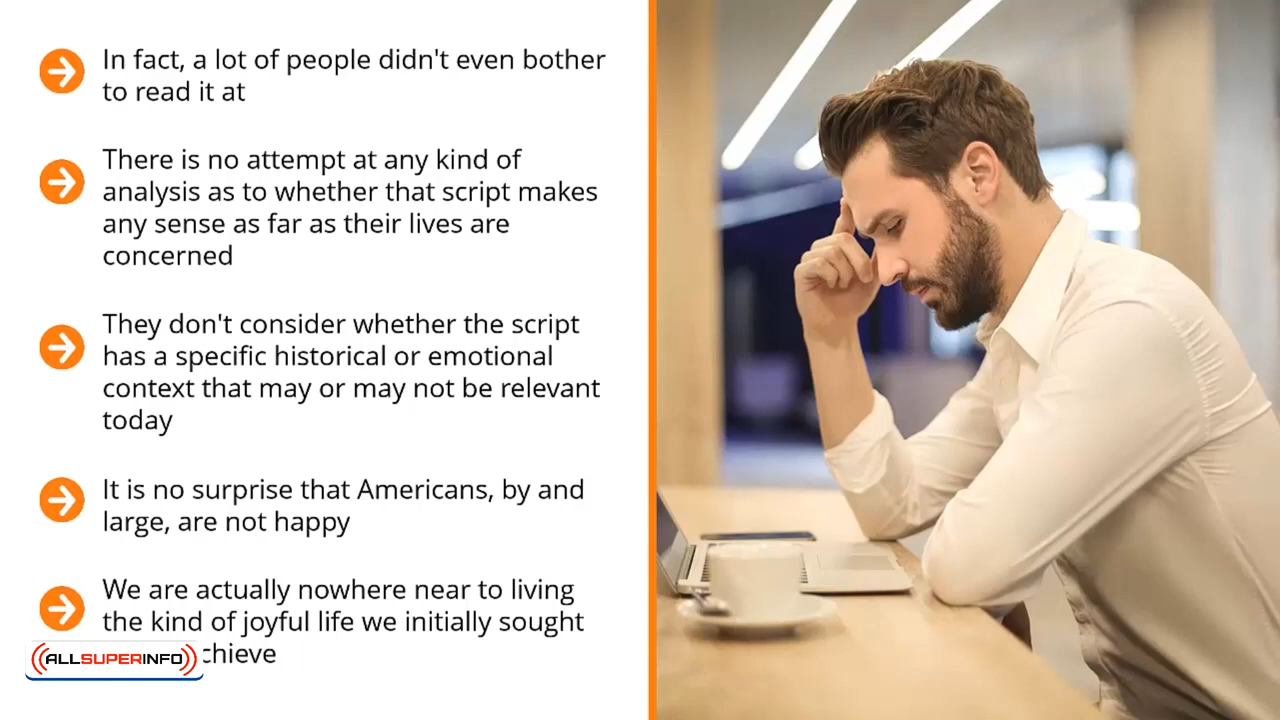 In fact, a lot of people didn't even bother
to read it at
There is no attempt at any kind of
analysis as to whether that script makes
any sense as far as their lives are
concerned
They don't consider whether the script
has a specific historical or emotional
context that may or may not be relevant
today
It is no surprise that Americans, by and
large, are not happy
We are actually nowhere near to living
the kind of joyful life we initially sought
chieve
ALLSUPERINFO